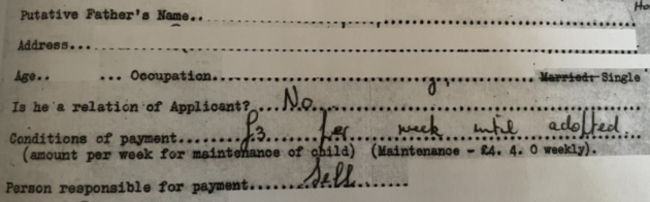 Ho
Putative Father's Name..
Address...
Age.. ... Occupation........ Married: Single
Is he a relation of Applicant?... No
Conditions of payment...... £3 per week until adopted.
(amount per week for maintenance of child) (Maintenance - £4. 4. 0 weekly).
Person responsible for payment....... Self